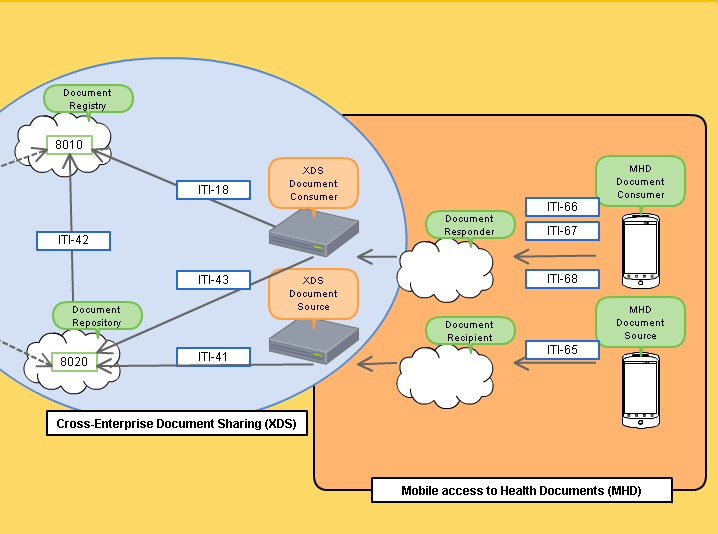 Document
Registry
8010
ITI-18
XDS
Document
Consumer
MHD
Document
Consumer
ITI-66
ITI-67
ITI-68
Document
Responder
ITI-42
ITI-43
XDS
Document
Source
Document
Repository
8020
ITI-41
Document
Recipient
ITI-65
MHD
Document
Source
Cross-Enterprise Document Sharing (XDS)
Mobile access to Health Documents (MHD)